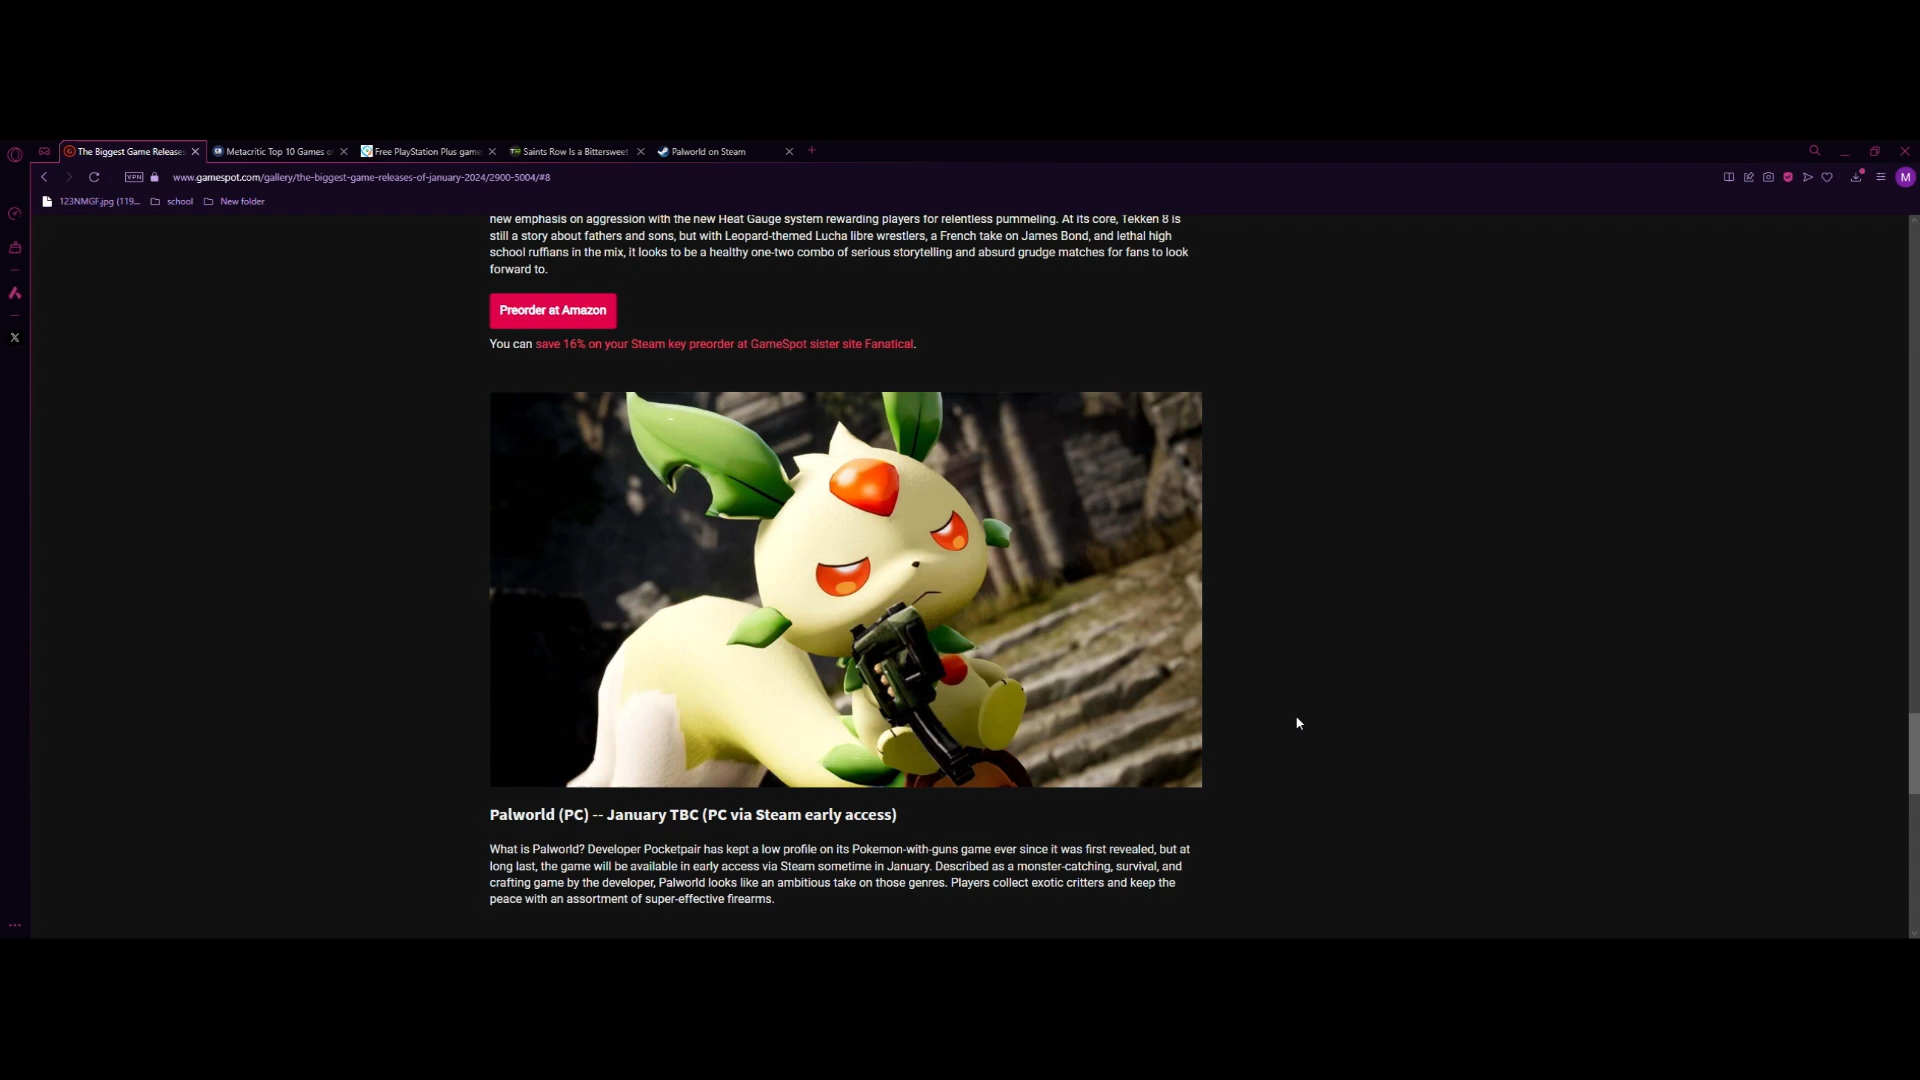 The Biggest Game Releases
Metacritic Top 10 Games o
Free PlayStation Plus game
Saints Row Is a Bittersweet
Palworld on Steam
VPN
www.gamespot.com/gallery/the-biggest-game-releases-of-january-2024/2900-5004/#8
M
123NMGF.jpg (119...
school
New folder
new emphasis on aggression with the new Heat Gauge system rewarding players for relentless pummeling. At its core, Tekken 8 is
still a story about fathers and sons, but with Leopard-themed Lucha libre wrestlers, a French take on James Bond, and lethal high
school ruffians in the mix, it looks to be a healthy one-two combo of serious storytelling and absurd grudge matches for fans to look
forward to.
Preorder at Amazon
You can save 16% on your Steam key preorder at GameSpot sister site Fanatical.
Palworld (PC) -- January TBC (PC via Steam early access)
What is Palworld? Developer Pocketpair has kept a low profile on its Pokemon-with-guns game ever since it was first revealed, but at
long last, the game will be available in early access via Steam sometime in January. Described as a monster-catching, survival, and
crafting game by the developer, Palworld looks like an ambitious take on those genres. Players collect exotic critters and keep the
peace with an assortment of super-effective firearms.